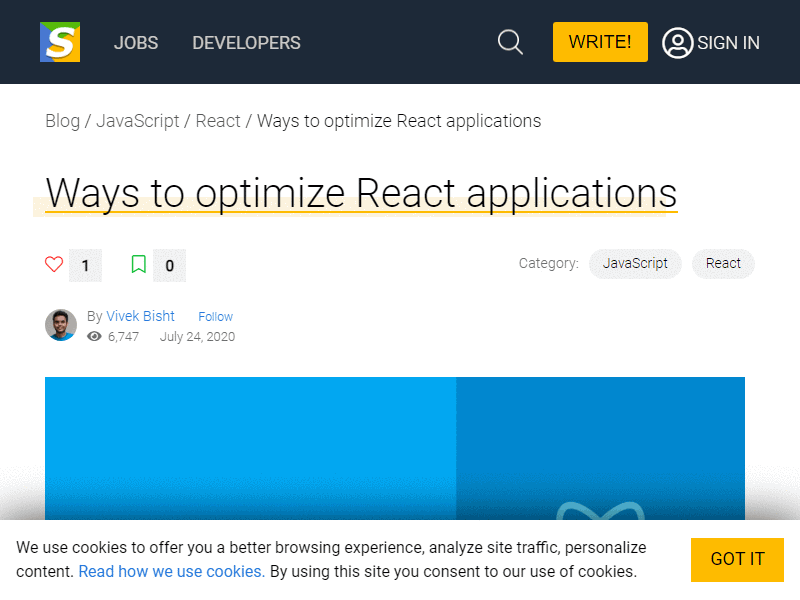 S JOBS DEVELOPERS WRITE! SIGN IN
Blog / JavaScript / React / Ways to optimize React applications
Ways to optimize React applications
1 0 Category: JavaScript React
By Vivek Bisht Follow
6,747 July 24, 2020
We use cookies to offer you a better browsing experience, analyze site traffic, personalize
content. Read how we use cookies. By using this site you consent to our use of cookies.
GOT IT